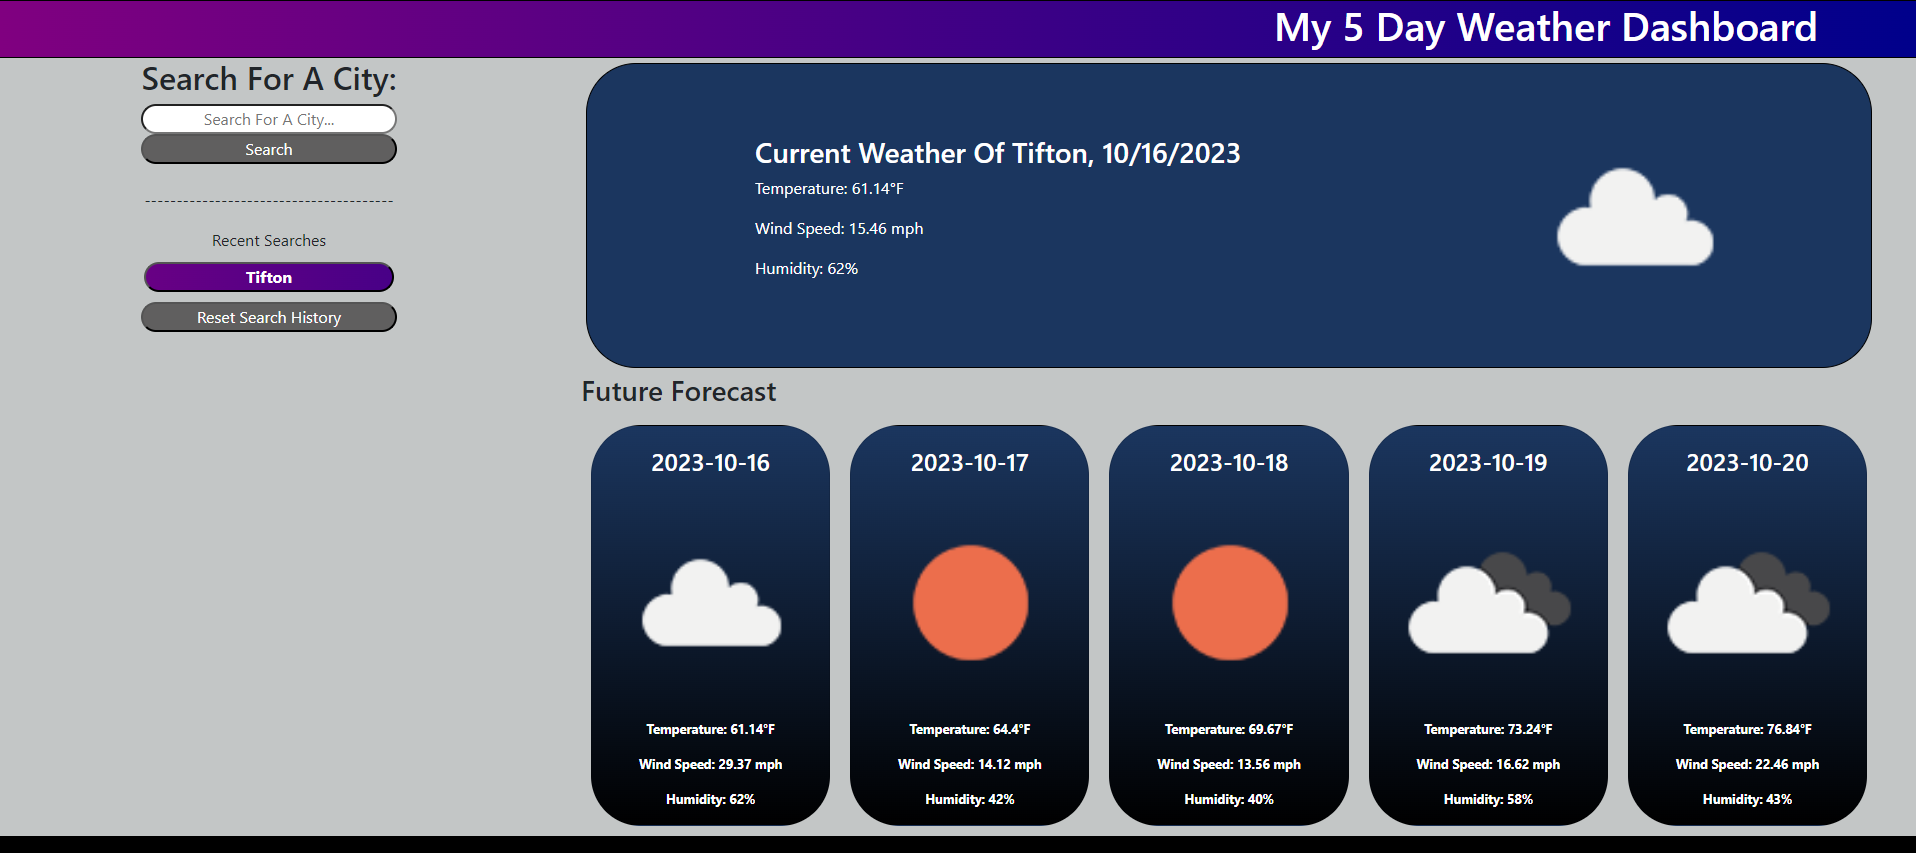 My 5 Day Weather Dashboard
Search For A City:
Search For A City...
Search
---------------------------------------
Recent Searches
Tifton
Reset Search History
Current Weather Of Tifton, 10/16/2023
Temperature: 61.14°F
Wind Speed: 15.46 mph
Humidity: 62%
Future Forecast
2023-10-16
Temperature: 61.14°F
Wind Speed: 29.37 mph
Humidity: 62%
2023-10-17
Temperature: 64.4°F
Wind Speed: 14.12 mph
Humidity: 42%
2023-10-18
Temperature: 69.67°F
Wind Speed: 13.56 mph
Humidity: 40%
2023-10-19
Temperature: 73.24°F
Wind Speed: 16.62 mph
Humidity: 58%
2023-10-20
Temperature: 76.84°F
Wind Speed: 22.46 mph
Humidity: 43%